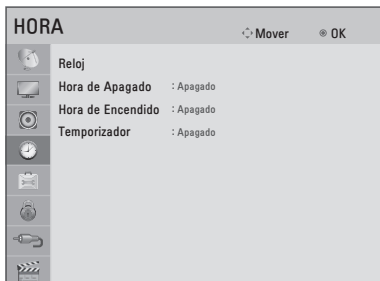 HORA
Mover
OK
Reloj
Hora de Apagado : Apagado
Hora de Encendido : Apagado
Temporizador : Apagado